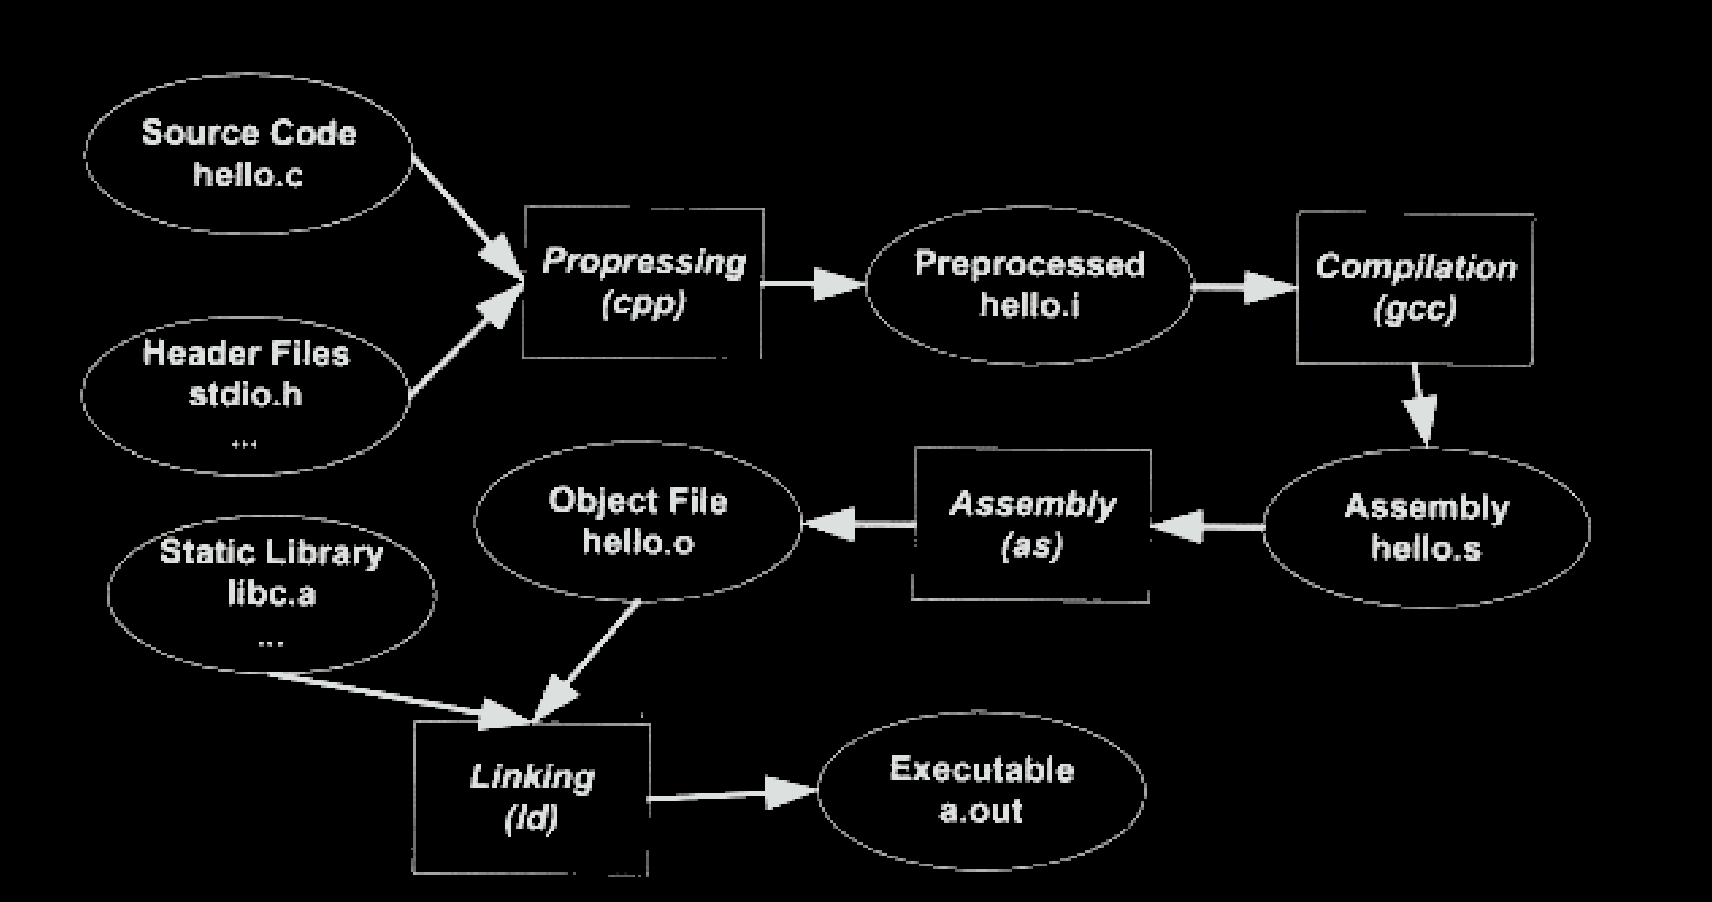 Source Code
hello.c
Header Files
stdio.h
...
Propressing
(cpp)
Preprocessed
hello.i
Compilation
(gcc)
Assembly
hello.s
Assembly
(as)
Object File
hello.o
Static Library
libc.a
...
Linking
(ld)
Executable
a.out